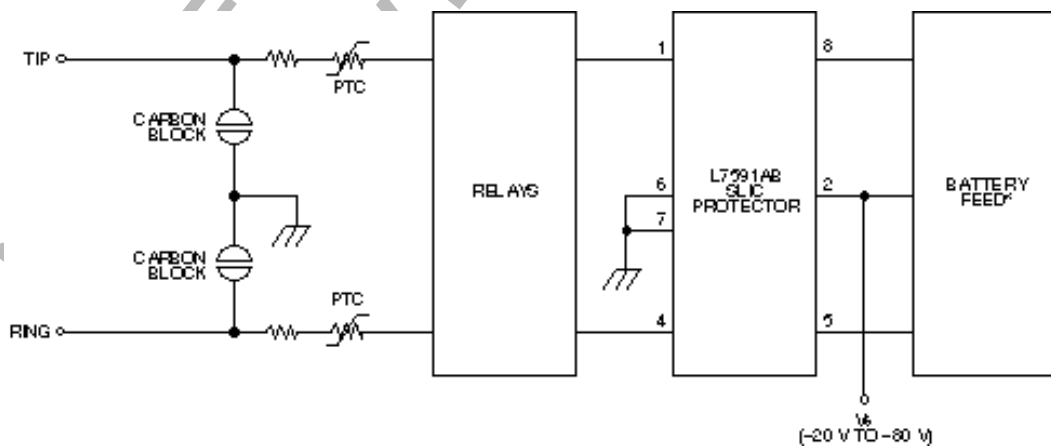 TIP
PTC
CARBON
BLOCK
RELAYS
1
8
L7591AB
SLIC
PROTECTOR
6
7
2
BATTERY
FEED*
CARBON
BLOCK
PTC
RING
4
5
(–20 V TO –80 V)